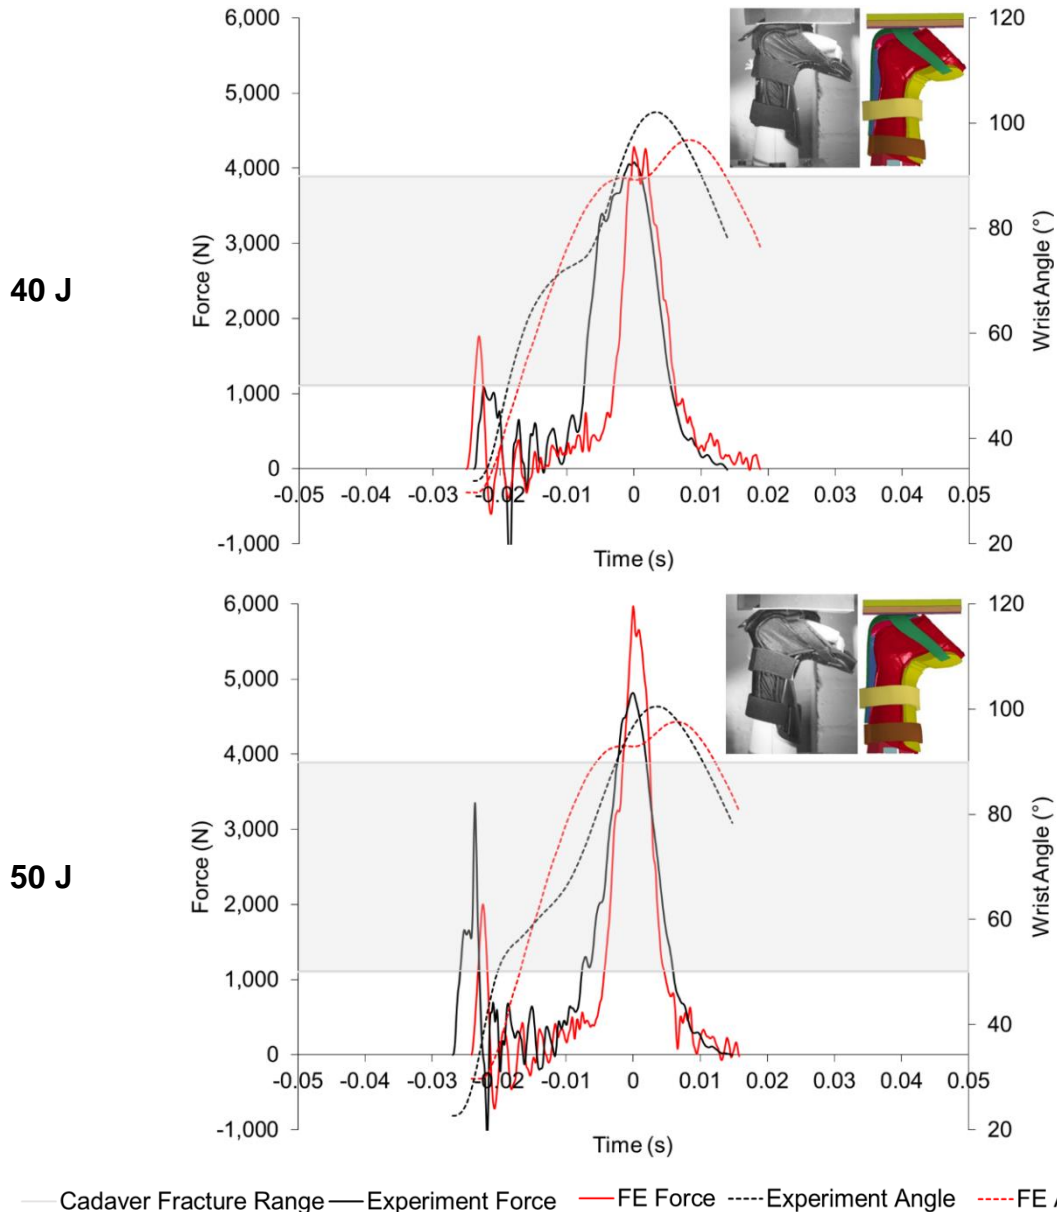 40 J
6,000
5,000
4,000
3,000
2,000
1,000
0
-1,000
Force (N)
-0.05 -0.04 -0.03 -0.02 -0.01 0 0.01 0.02 0.03 0.04 0.05
Time (s)
120
100
80
60
40
20
Wrist Angle (°)
50 J
6,000
5,000
4,000
3,000
2,000
1,000
0
-1,000
Force (N)
-0.05 -0.04 -0.03 -0.02 -0.01 0 0.01 0.02 0.03 0.04 0.05
Time (s)
120
100
80
60
40
20
Wrist Angle (°)
Cadaver Fracture Range Experiment Force FE Force Experiment Angle FE